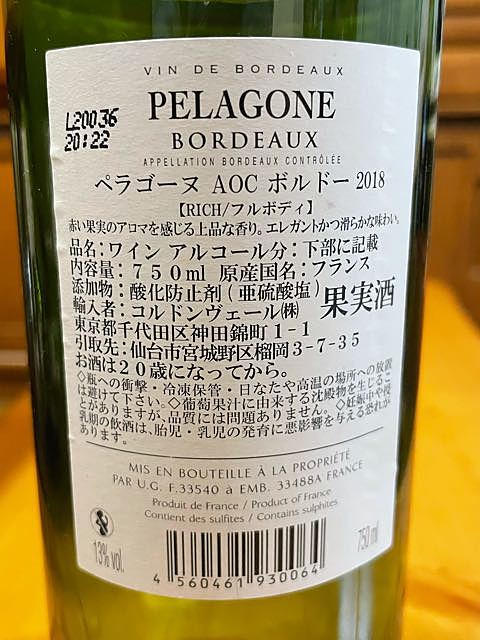 VIN DE BORDEAUX
L20036
20:22
PELAGONE
BORDEAUX
APPELLATION BORDEAUX CONTRÔLÉE
ペラゴーヌ AOC ボルドー 2018
【RICH/フルボディ】
赤い果実のアロマを感じる上品な香り。エレガントかつ滑らかな味わい。
品名：ワイン アルコール分：下部に記載
内容量：７５０ml 原産国名：フランス
添加物：酸化防止剤(亜硫酸塩)
果実酒
輸入者：コルドンヴェール㈱
東京都千代田区神田錦町１-１
引取先：仙台市宮城野区榴岡３-７-３５
お酒は２０歳になってから。
◇瓶への衝撃・冷凍保管・日なたや高温の場所への放置
は避けて下さい。◇葡萄果汁に由来する沈殿物を生じるこ
とがありますが、品質には問題ありません。◇妊娠中や授
乳期の飲酒は、胎児・乳児の発育に悪影響を与える恐れが
あります。
MIS EN BOUTEILLE À LA PROPRIÉTÉ
PAR U.G. F.33540 à EMB. 33488A FRANCE
Produit de France / Product of France
Contient des sulfites / Contains sulphites
13% vol.
750 ml
4 560461 930064